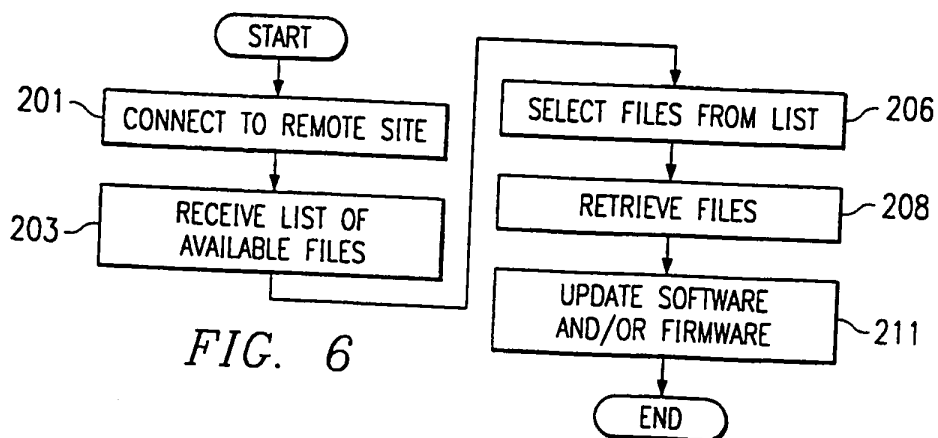 START
201
CONNECT TO REMOTE SITE
203
RECEIVE LIST OF
AVAILABLE FILES
SELECT FILES FROM LIST
206
RETRIEVE FILES
208
UPDATE SOFTWARE
AND/OR FIRMWARE
211
END
FIG. 6